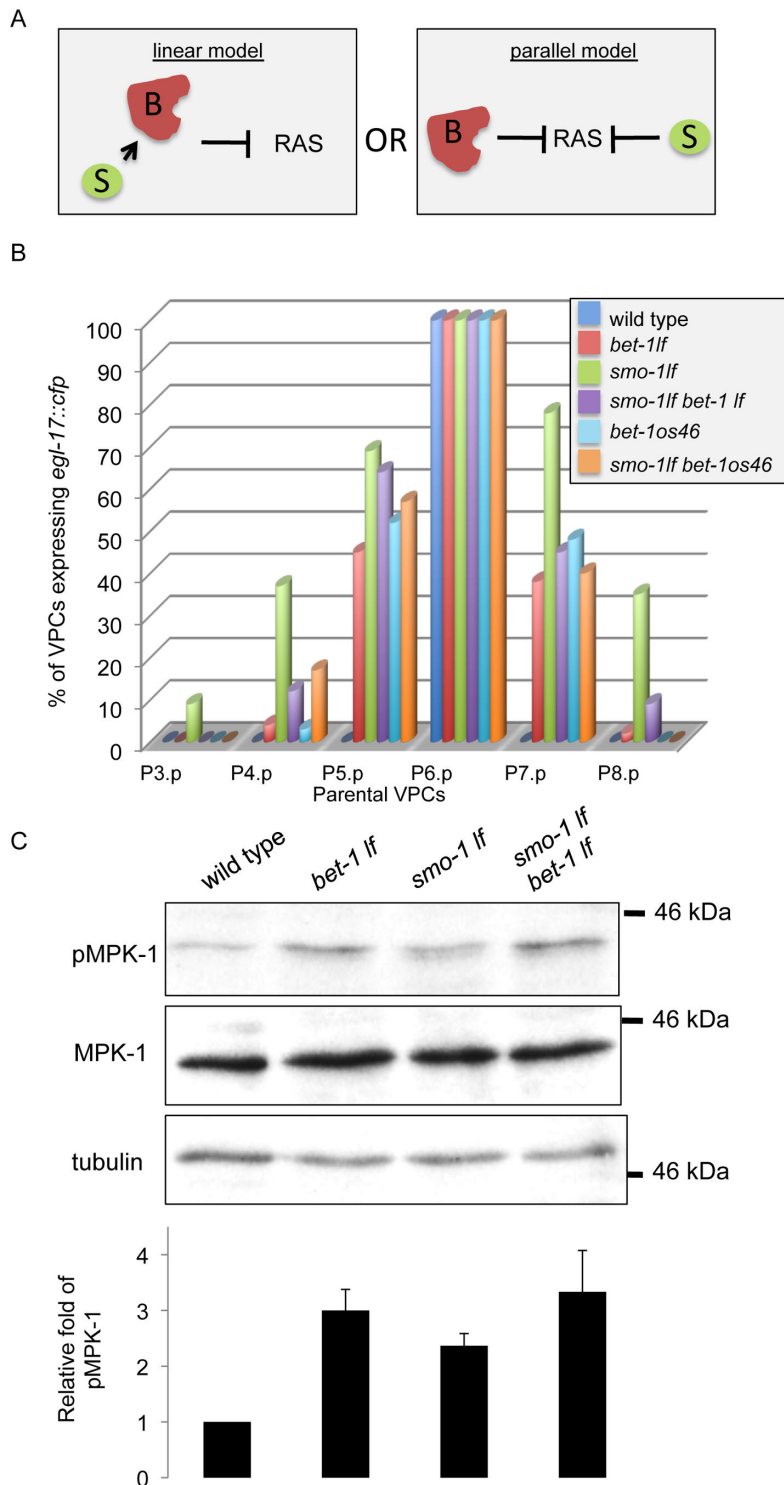 A
linear model
B
S
RAS
OR
parallel model
B
RAS
S
B
% of VPCs expressing egl-17::cfp
100
90
80
70
60
50
40
30
20
10
0
wild type
bet-1lf
smo-1lf
smo-1lf bet-1 lf
bet-1os46
smo-1lf bet-1os46
P3.p
P4.p
P5.p
P6.p
P7.p
P8.p
Parental VPCs
C
wild type
bet-1 lf
smo-1 lf
smo-1 lf
bet-1 lf
pMPK-1
46 kDa
MPK-1
46 kDa
tubulin
46 kDa
Relative fold of
pMPK-1
4
3
2
1
0